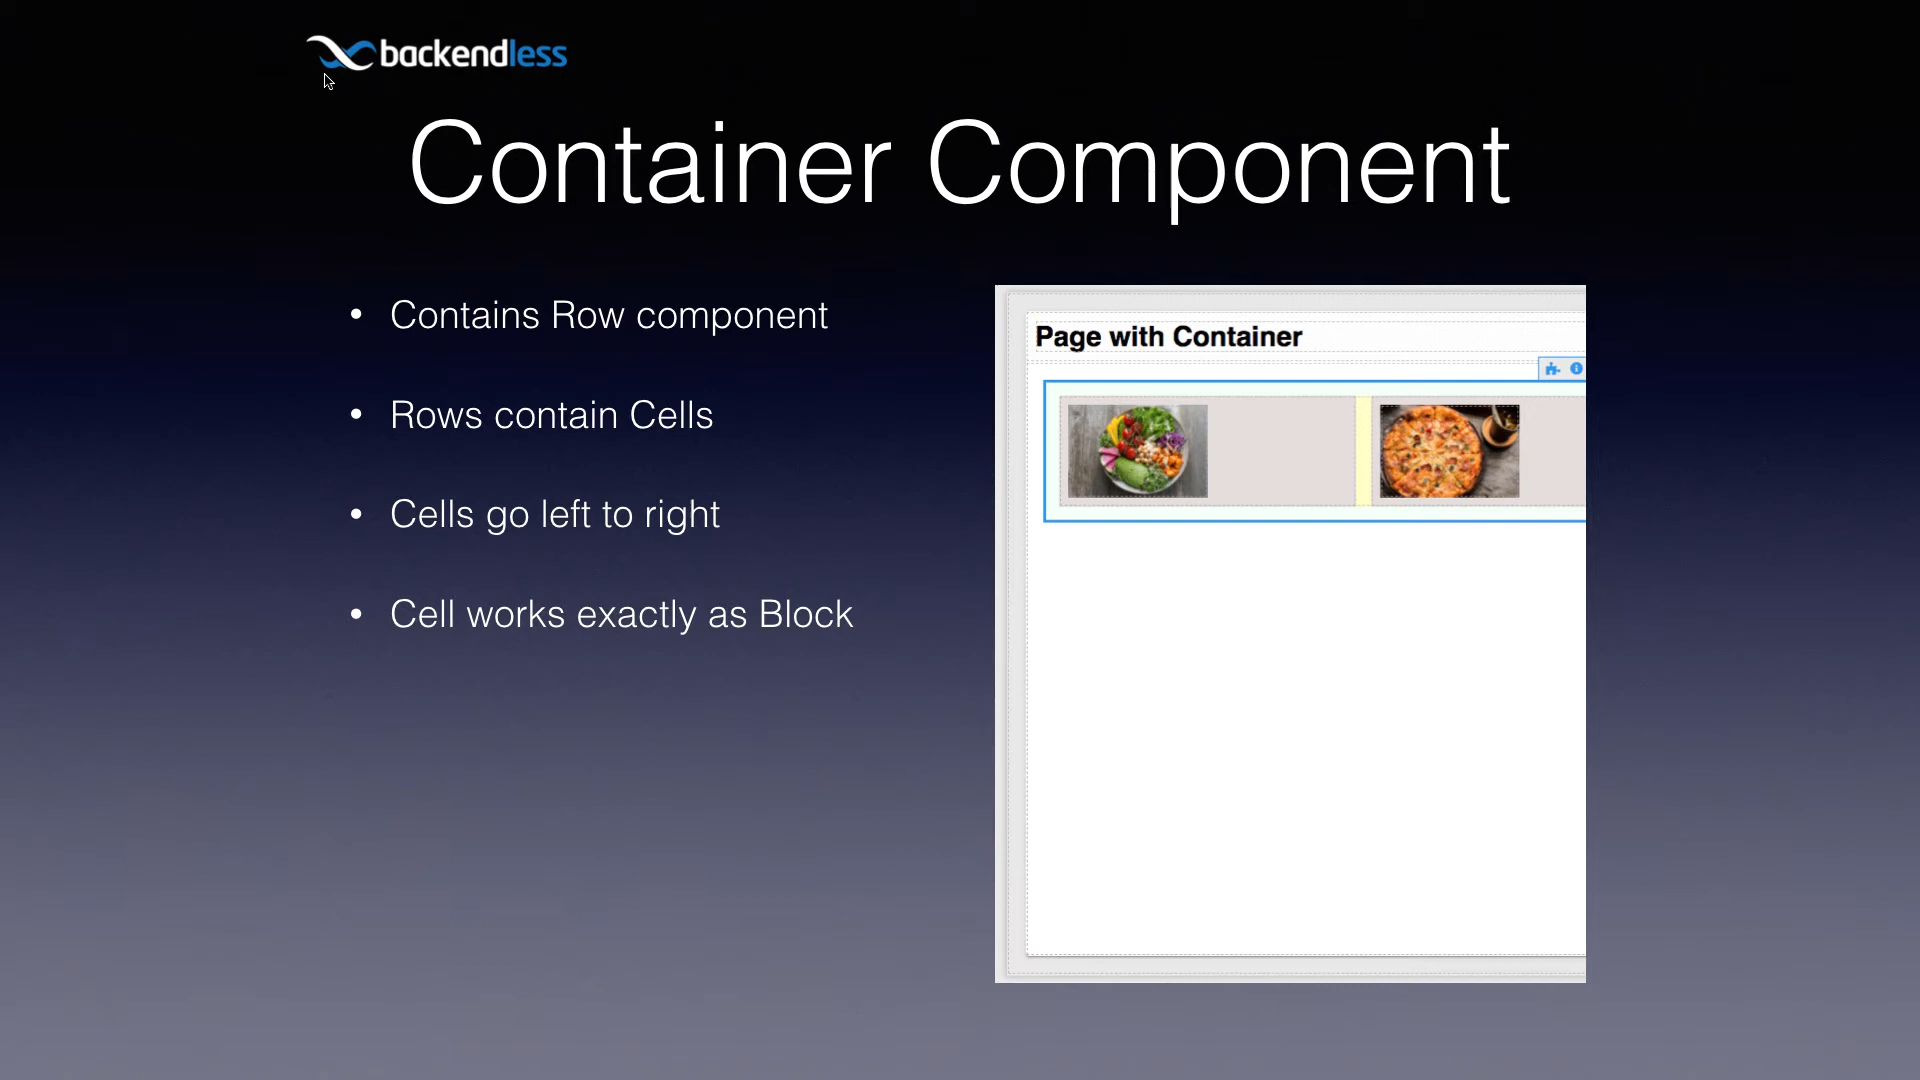 backendless
Container Component
• Contains Row component
• Rows contain Cells
• Cells go left to right
• Cell works exactly as Block
Page with Container